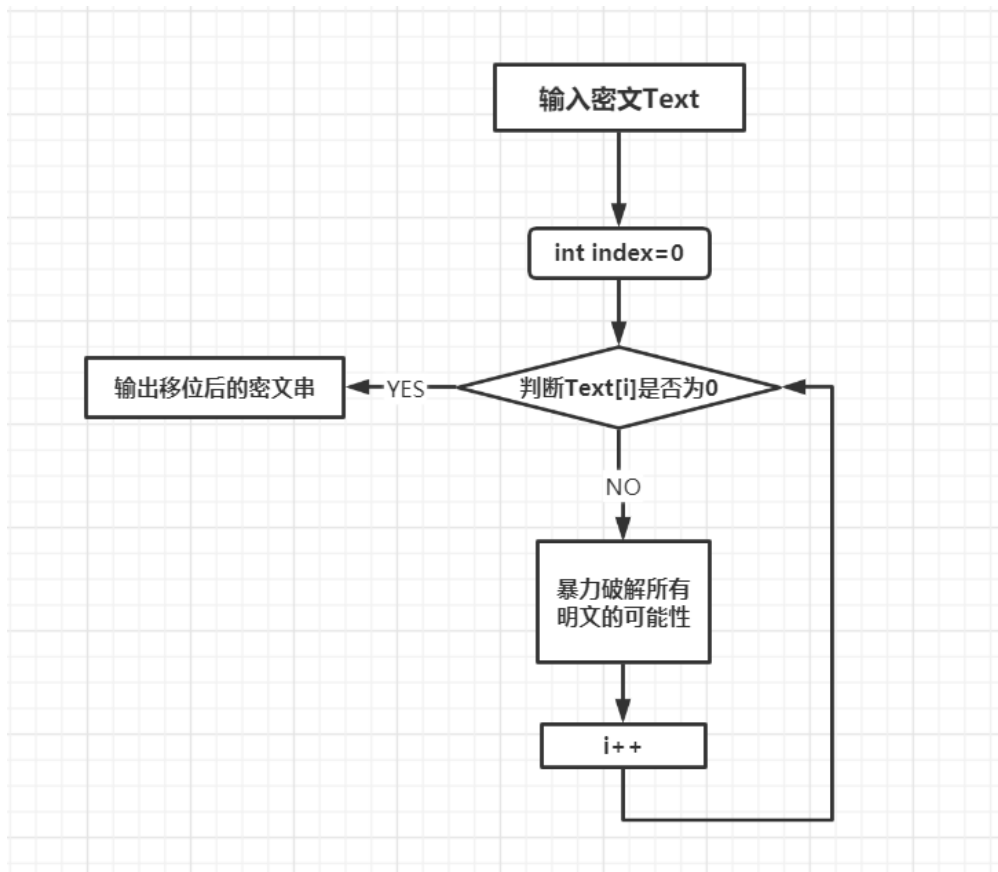 输入密文Text
int index=0
判断Text[i]是否为0
YES
输出移位后的密文串
NO
暴力破解所有
明文的可能性
i++